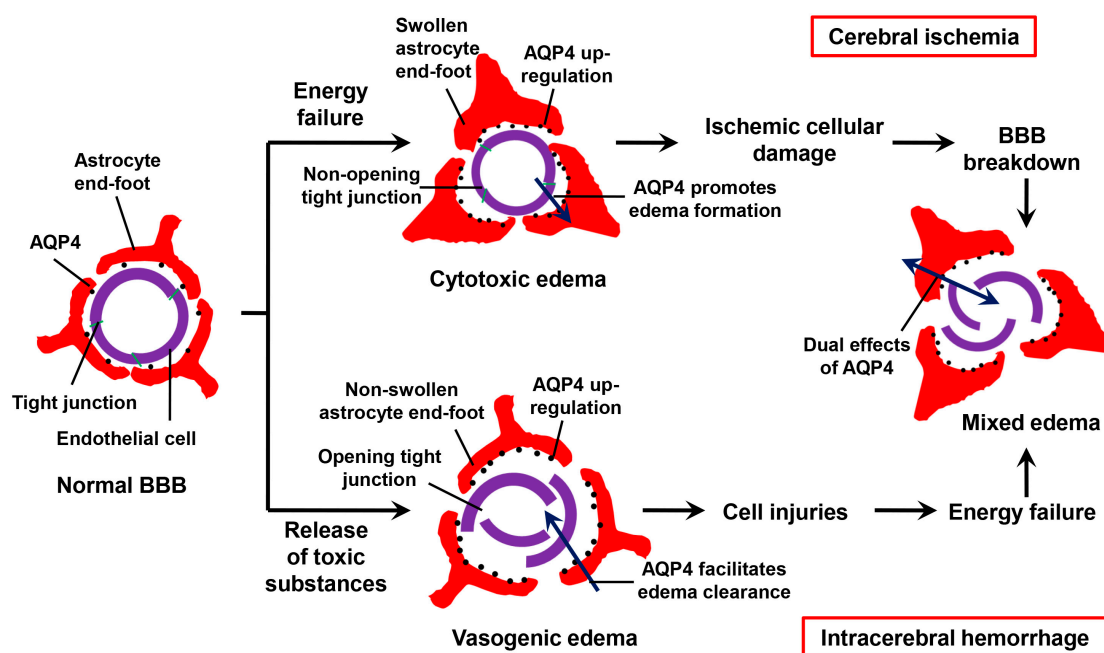 Swollen
astrocyte
end-foot
AQP4 up-
regulation
Cerebral ischemia
Energy
failure
Ischemic cellular
damage
BBB
breakdown
Astrocyte
end-foot
Non-opening
tight junction
AQP4 promotes
edema formation
AQP4
Cytotoxic edema
Dual effects
of AQP4
Tight junction
Endothelial cell
Normal BBB
Non-swollen
astrocyte end-foot
AQP4 up-
regulation
Mixed edema
Opening tight
junction
Release
of toxic
substances
Cell injuries
Energy failure
AQP4 facilitates
edema clearance
Vasogenic edema
Intracerebral hemorrhage